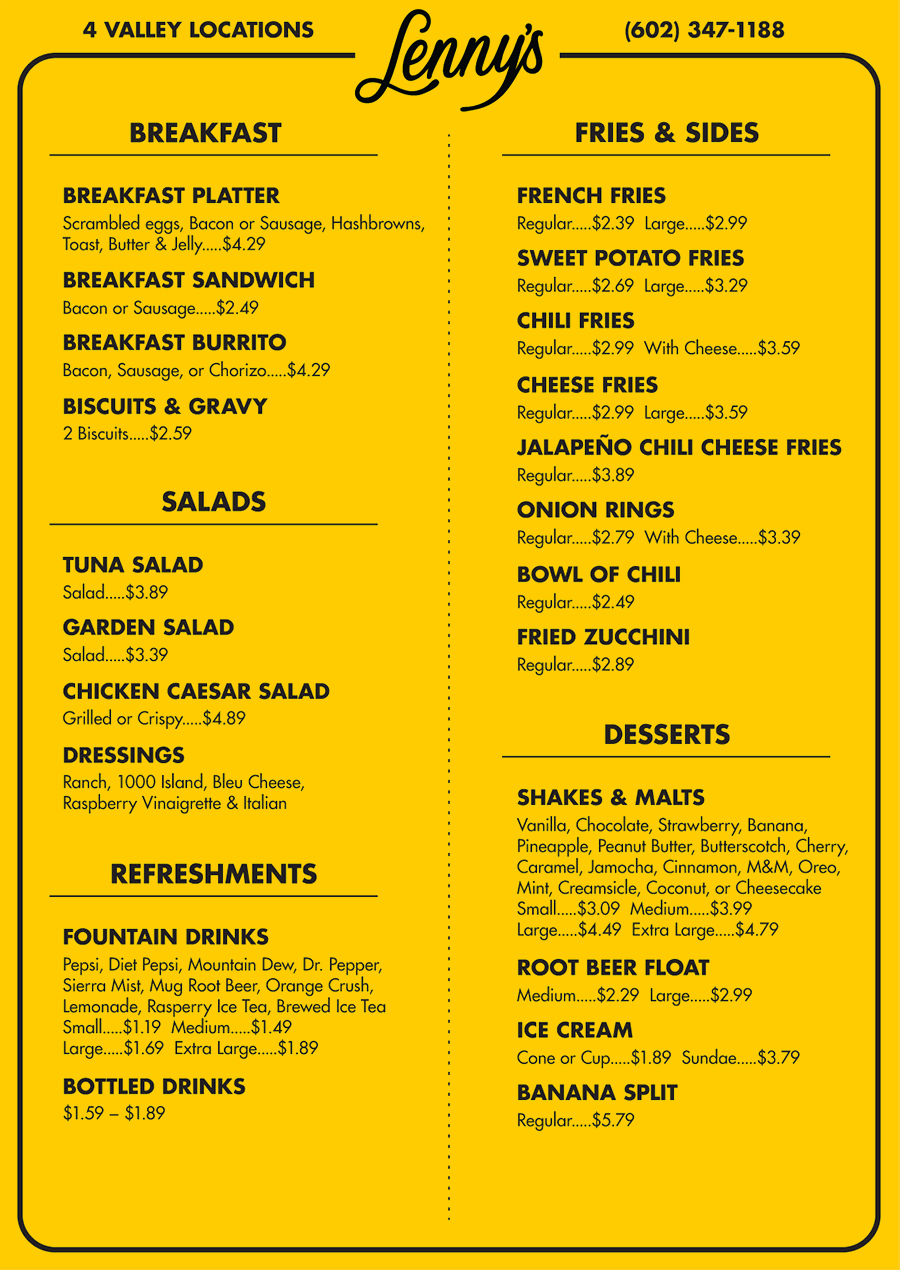 4 VALLEY LOCATIONS
Lenny's
(602) 347-1188
BREAKFAST
BREAKFAST PLATTER
Scrambled eggs, Bacon or Sausage, Hashbrowns,
Toast, Butter & Jelly.....$4.29
BREAKFAST SANDWICH
Bacon or Sausage.....$2.49
BREAKFAST BURRITO
Bacon, Sausage, or Chorizo.....$4.29
BISCUITS & GRAVY
2 Biscuits.....$2.59
SALADS
TUNA SALAD
Salad.....$3.89
GARDEN SALAD
Salad.....$3.39
CHICKEN CAESAR SALAD
Grilled or Crispy.....$4.89
DRESSINGS
Ranch, 1000 Island, Bleu Cheese,
Raspberry Vinaigrette & Italian
REFRESHMENTS
FOUNTAIN DRINKS
Pepsi, Diet Pepsi, Mountain Dew, Dr. Pepper,
Sierra Mist, Mug Root Beer, Orange Crush,
Lemonade, Rasperry Ice Tea, Brewed Ice Tea
Small.....$1.19 Medium.....$1.49
Large.....$1.69 Extra Large.....$1.89
BOTTLED DRINKS
$1.59 – $1.89
FRIES & SIDES
FRENCH FRIES
Regular.....$2.39 Large.....$2.99
SWEET POTATO FRIES
Regular.....$2.69 Large.....$3.29
CHILI FRIES
Regular.....$2.99 With Cheese.....$3.59
CHEESE FRIES
Regular.....$2.99 Large.....$3.59
JALAPEÑO CHILI CHEESE FRIES
Regular.....$3.89
ONION RINGS
Regular.....$2.79 With Cheese.....$3.39
BOWL OF CHILI
Regular.....$2.49
FRIED ZUCCHINI
Regular.....$2.89
DESSERTS
SHAKES & MALTS
Vanilla, Chocolate, Strawberry, Banana,
Pineapple, Peanut Butter, Butterscotch, Cherry,
Caramel, Jamocha, Cinnamon, M&M, Oreo,
Mint, Creamsicle, Coconut, or Cheesecake
Small.....$3.09 Medium.....$3.99
Large.....$4.49 Extra Large.....$4.79
ROOT BEER FLOAT
Medium.....$2.29 Large.....$2.99
ICE CREAM
Cone or Cup.....$1.89 Sundae.....$3.79
BANANA SPLIT
Regular.....$5.79